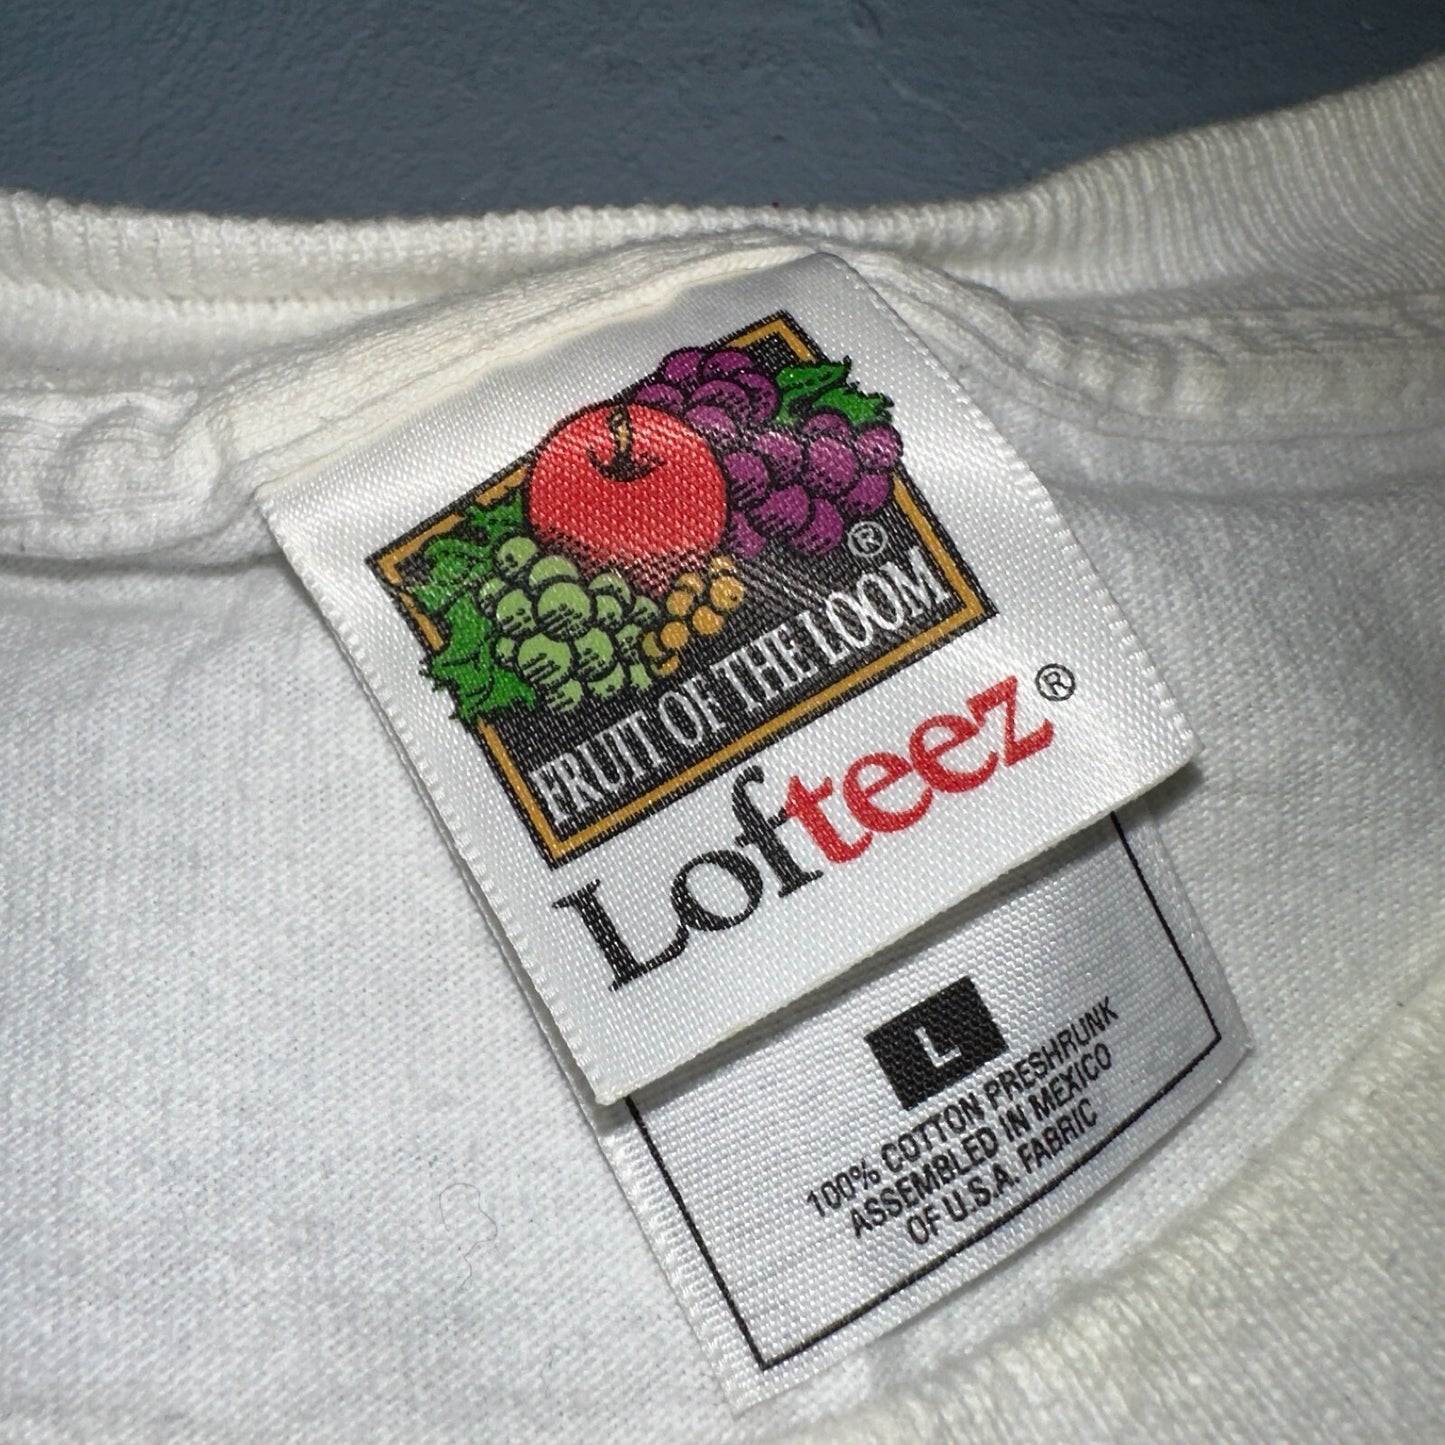 ®
FRUIT OF THE LOOM
Lofteez®
L
100% COTTON PRESHRUNK
ASSEMBLED IN MEXICO
OF U.S.A. FABRIC